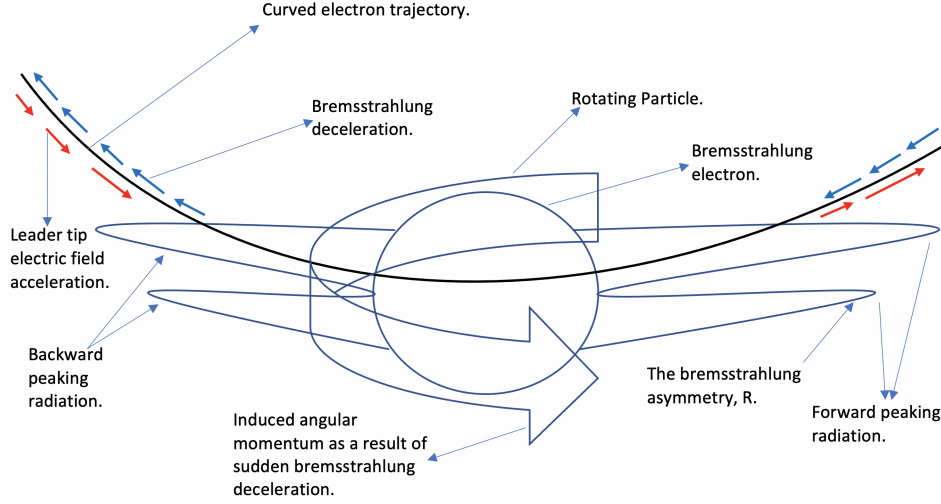 Curved electron trajectory.
Bremsstrahlung
deceleration.
Rotating Particle.
Bremsstrahlung
electron.
Leader tip
electric field
acceleration.
Backward
peaking
radiation.
Induced angular
momentum as a result of
sudden bremsstrahlung
deceleration.
The bremsstrahlung
asymmetry, R.
Forward peaking
radiation.